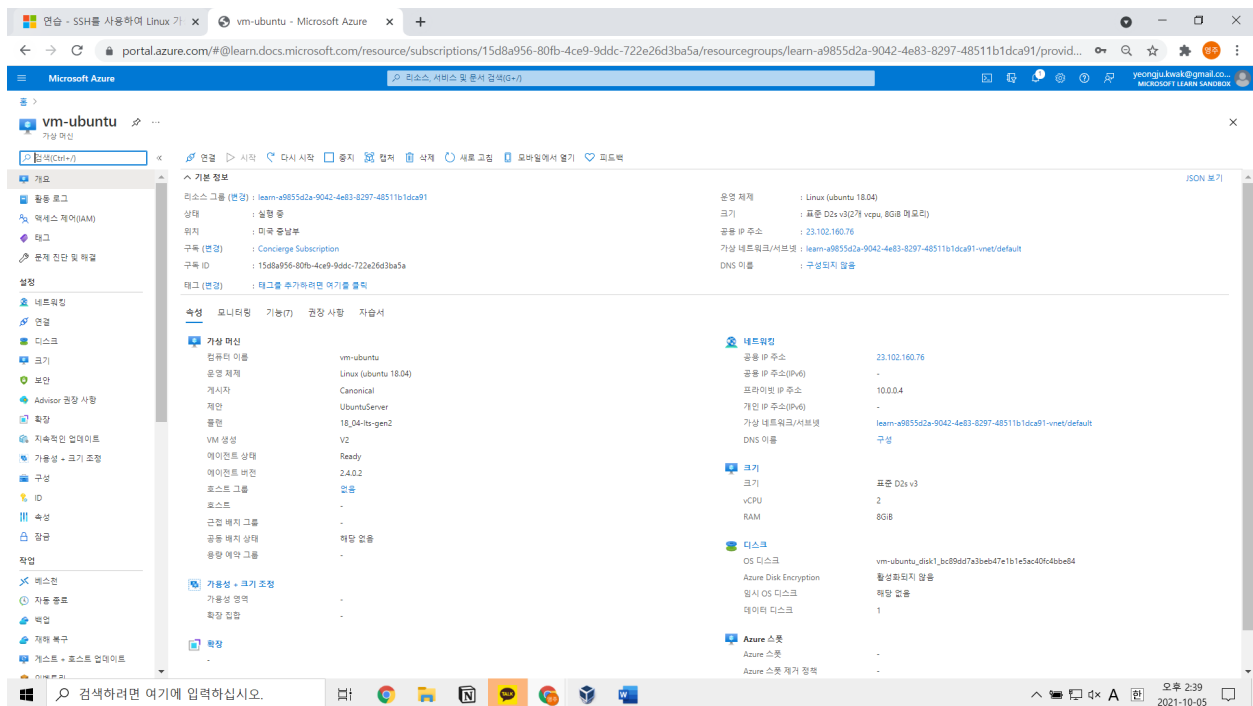 연습 - SSH를 사용하여 Linux 가
vm-ubuntu - Microsoft Azure
portal.azure.com/#@learn.docs.microsoft.com/resource/subscriptions/15d8a956-80fb-4ce9-9ddc-722e26d3ba5a/resourcegroups/learn-a9855d2a-9042-4e83-8297-48511b1dca91/provid...
영주
Microsoft Azure
리소스, 서비스 및 문서 검색(G+/)
1
yeongju.kwak@gmail.co...
MICROSOFT LEARN SANDBOX
홈 >
vm-ubuntu
가상 머신
검색(Ctrl+/)
연결 시작 다시 시작 중지 캡처 삭제 새로 고침 모바일에서 열기 피드백
개요
활동 로그
액세스 제어(IAM)
태그
문제 진단 및 해결
설정
네트워킹
연결
디스크
크기
보안
Advisor 권장 사항
확장
지속적인 업데이트
가용성 + 크기 조정
구성
ID
속성
잠금
작업
베스천
자동 종료
백업
재해 복구
게스트 + 호스트 업데이트
기본 정보
JSON 보기
리소스 그룹 (변경) : learn-a9855d2a-9042-4e83-8297-48511b1dca91
상태 : 실행 중
위치 : 미국 중남부
구독 (변경) : Concierge Subscription
구독 ID : 15d8a956-80fb-4ce9-9ddc-722e26d3ba5a
태그 (변경) : 태그를 추가하려면 여기를 클릭
운영 체제 : Linux (ubuntu 18.04)
크기 : 표준 D2s v3(2개 vcpu, 8GiB 메모리)
공용 IP 주소 : 23.102.160.76
가상 네트워크/서브넷 : learn-a9855d2a-9042-4e83-8297-48511b1dca91-vnet/default
DNS 이름 : 구성되지 않음
속성 모니터링 기능(7) 권장 사항 자습서
가상 머신
컴퓨터 이름 vm-ubuntu
운영 체제 Linux (ubuntu 18.04)
게시자 Canonical
제안 UbuntuServer
플랜 18_04-lts-gen2
VM 생성 V2
에이전트 상태 Ready
에이전트 버전 2.4.0.2
호스트 그룹 없음
호스트 -
근접 배치 그룹 -
공동 배치 상태 해당 없음
용량 예약 그룹 -
가용성 + 크기 조정
가용성 영역 -
확장 집합 -
확장
-
네트워킹
공용 IP 주소 23.102.160.76
공용 IP 주소(IPv6) -
프라이빗 IP 주소 10.0.0.4
개인 IP 주소(IPv6) -
가상 네트워크/서브넷 learn-a9855d2a-9042-4e83-8297-48511b1dca91-vnet/default
DNS 이름 구성
크기
크기 표준 D2s v3
vCPU 2
RAM 8GiB
디스크
OS 디스크 vm-ubuntu_disk1_bc89dd7a3beb47e1b1e5ac40fc4bbe84
Azure Disk Encryption 활성화되지 않음
임시 OS 디스크 해당 없음
데이터 디스크 1
Azure 스폿
Azure 스폿 -
Azure 스폿 제거 정책 -
검색하려면 여기에 입력하십시오.
TALK
A 한
오후 2:39
2021-10-05